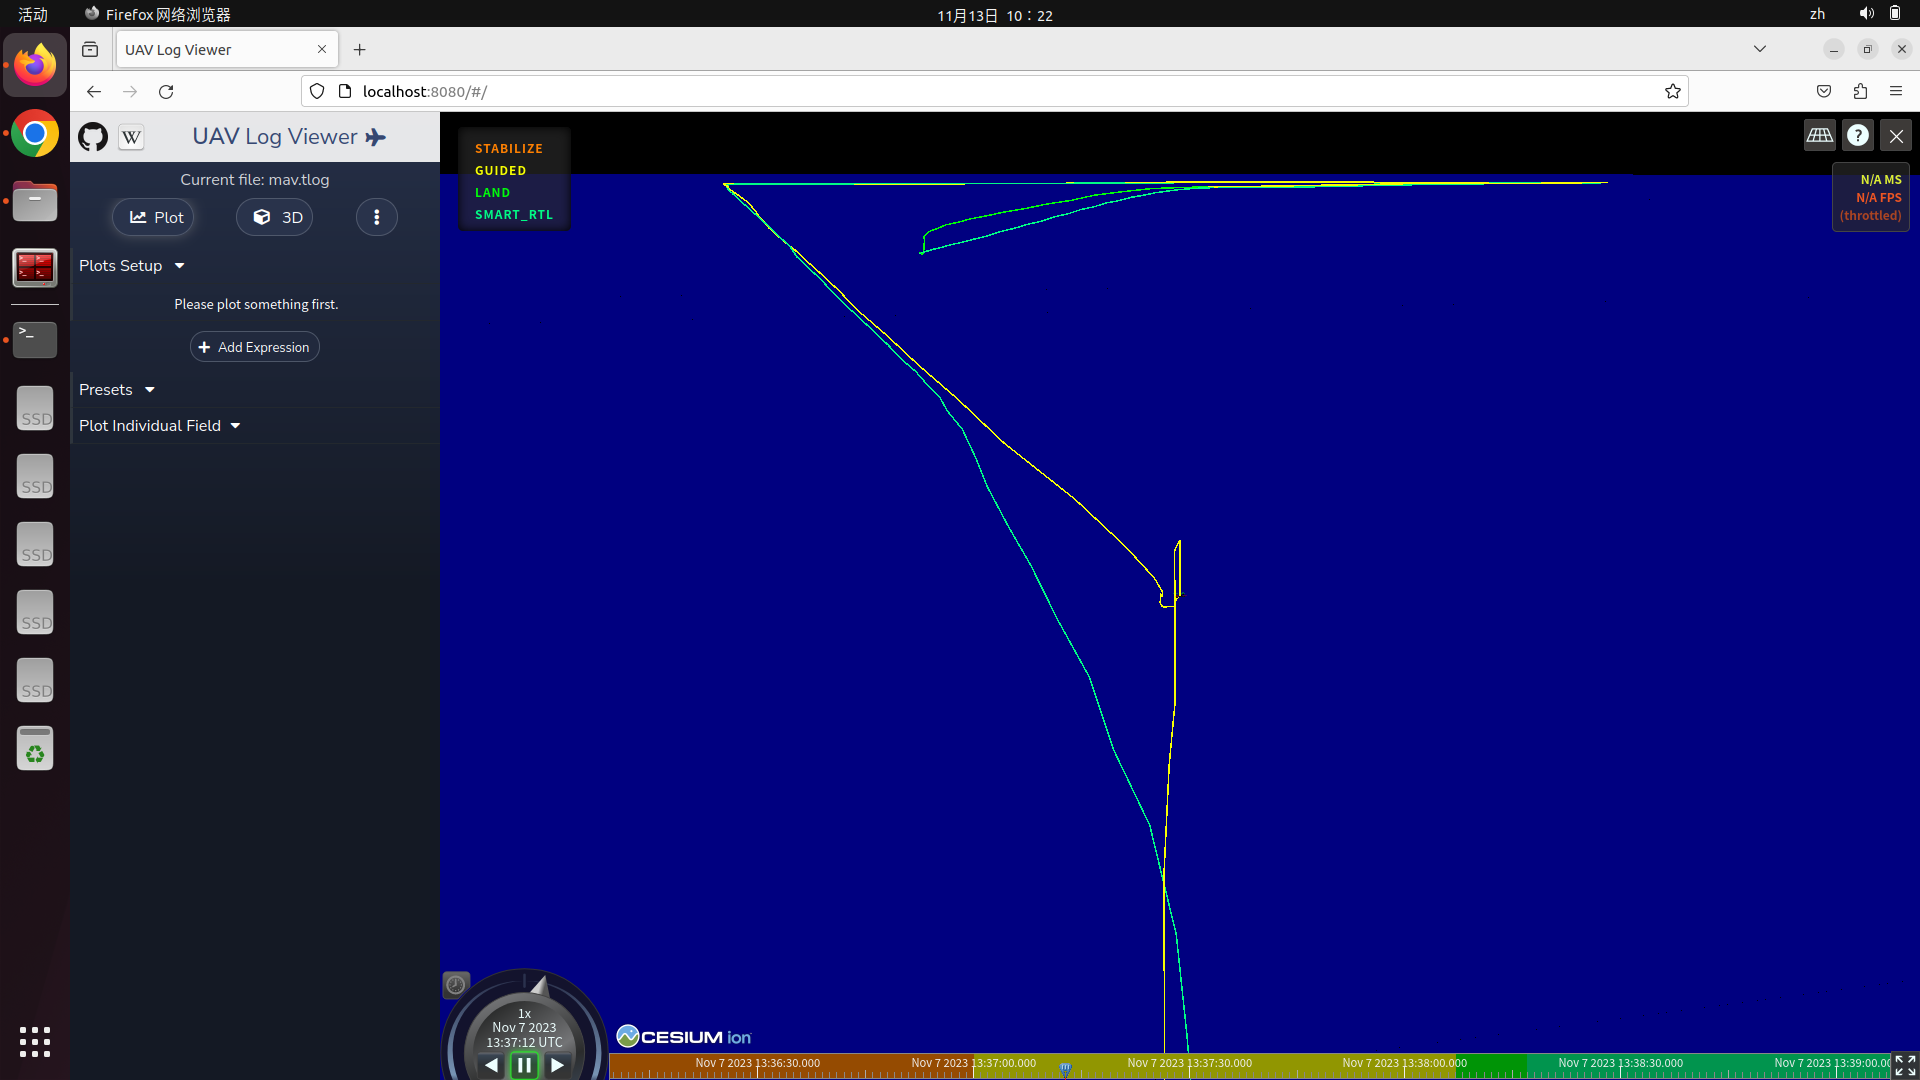 活动
Firefox 网络浏览器
11月13日 10：22
zh
UAV Log Viewer
localhost:8080/#/
W
UAV Log Viewer
Current file: mav.tlog
Plot
3D
Plots Setup
Please plot something first.
Add Expression
Presets
Plot Individual Field
STABILIZE
GUIDED
LAND
SMART_RTL
?
N/A MS
N/A FPS
(throttled)
SSD
SSD
SSD
SSD
SSD
1x
Nov 7 2023
13:37:12 UTC
CESIUM ion
Nov 7 2023 13:36:30.000
Nov 7 2023 13:37:00.000
Nov 7 2023 13:37:30.000
Nov 7 2023 13:38:00.000
Nov 7 2023 13:38:30.000
Nov 7 2023 13:39:00.0